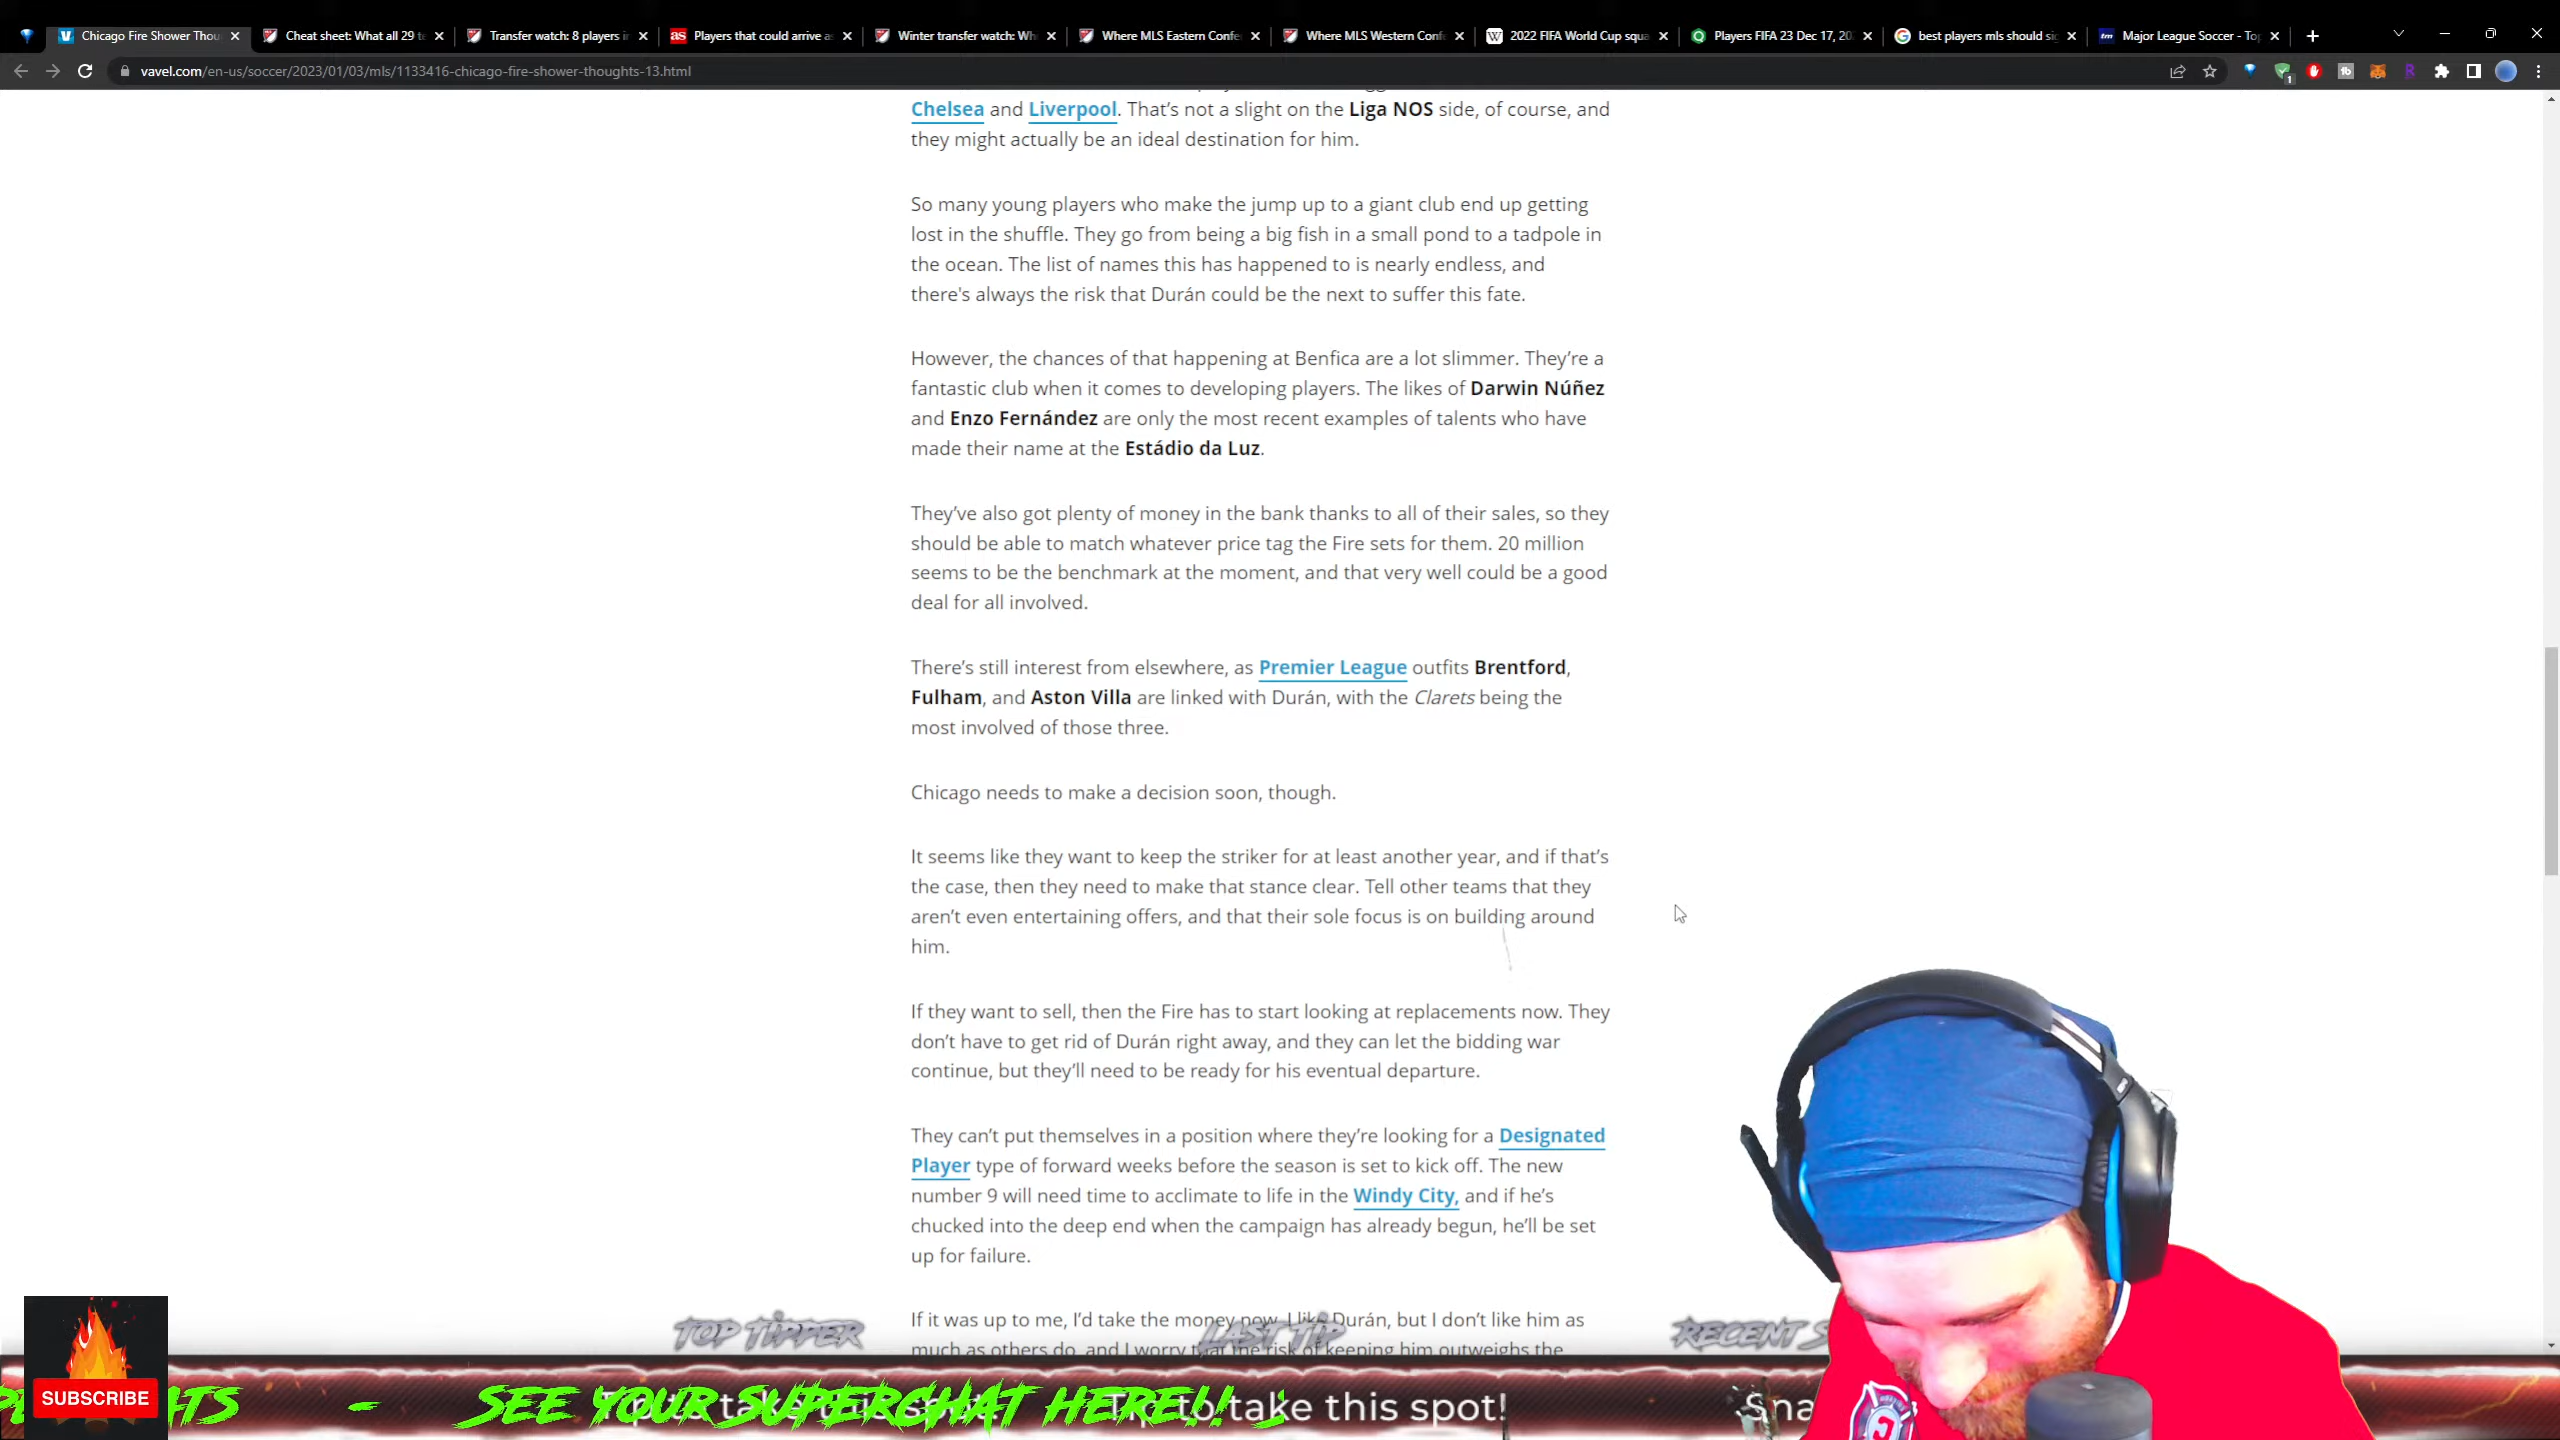 Chicago Fire Shower Thou
Cheat sheet: What all 29 te
Transfer watch: 8 players i
as Players that could arrive a
Winter transfer watch: Wh
Where MLS Eastern Confe
Where MLS Western Confe
W 2022 FIFA World Cup squa
Players FIFA 23 Dec 17, 20
best players mls should si
tm Major League Soccer - To
vavel.com/en-us/soccer/2023/01/03/mls/1133416-chicago-fire-shower-thoughts-13.html
Chelsea and Liverpool. That’s not a slight on the Liga NOS side, of course, and
they might actually be an ideal destination for him.
So many young players who make the jump up to a giant club end up getting
lost in the shuffle. They go from being a big fish in a small pond to a tadpole in
the ocean. The list of names this has happened to is nearly endless, and
there's always the risk that Durán could be the next to suffer this fate.
However, the chances of that happening at Benfica are a lot slimmer. They’re a
fantastic club when it comes to developing players. The likes of Darwin Núñez
and Enzo Fernández are only the most recent examples of talents who have
made their name at the Estádio da Luz.
They’ve also got plenty of money in the bank thanks to all of their sales, so they
should be able to match whatever price tag the Fire sets for them. 20 million
seems to be the benchmark at the moment, and that very well could be a good
deal for all involved.
There’s still interest from elsewhere, as Premier League outfits Brentford,
Fulham, and Aston Villa are linked with Durán, with the Clarets being the
most involved of those three.
Chicago needs to make a decision soon, though.
It seems like they want to keep the striker for at least another year, and if that’s
the case, then they need to make that stance clear. Tell other teams that they
aren’t even entertaining offers, and that their sole focus is on building around
him.
If they want to sell, then the Fire has to start looking at replacements now. They
don’t have to get rid of Durán right away, and they can let the bidding war
continue, but they’ll need to be ready for his eventual departure.
They can’t put themselves in a position where they’re looking for a Designated
Player type of forward weeks before the season is set to kick off. The new
number 9 will need time to acclimate to life in the Windy City, and if he’s
chucked into the deep end when the campaign has already begun, he’ll be set
up for failure.
If it was up to me, I’d take the money now. I like Durán, but I don’t like him as
much as others do, and I worry that the risk of keeping him outweighs the
TOP TIPPER
LAST TIP
RECENT S
SUBSCRIBE
HTS - SEE YOUR SUPERCHAT HERE!!
to take this spot!